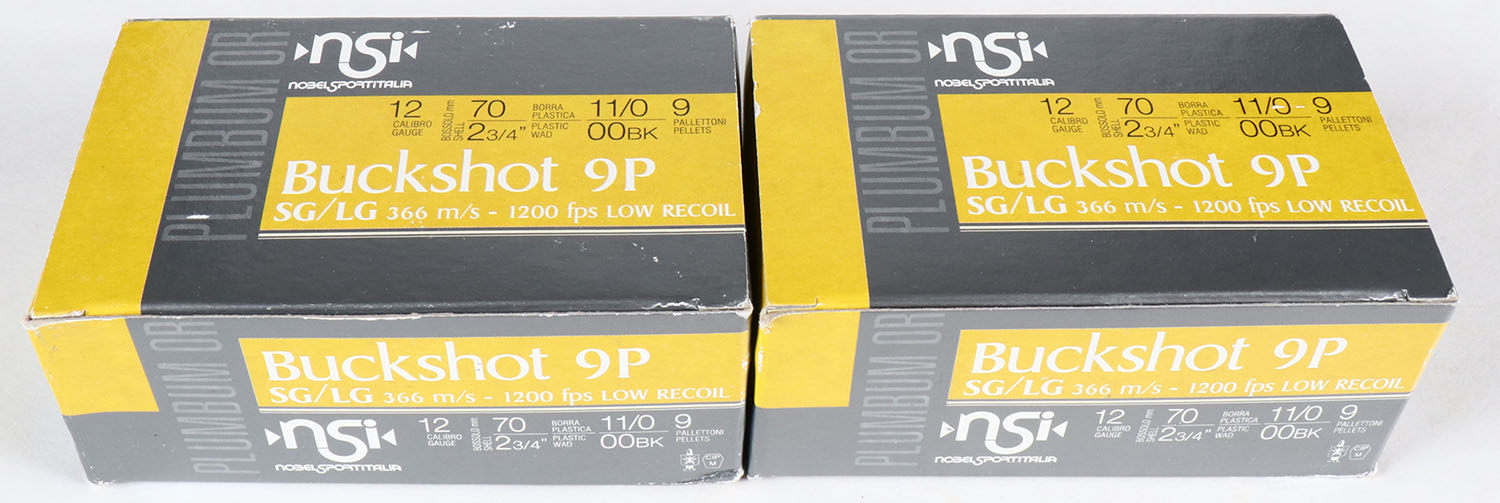 PLUMBUM OR
nsi
NOBELSPORTITALIA
12 CALIBRO GAUGE 70 BOSSOLO mm SHELL 2 3/4" BORRA PLASTICA PLASTIC WAD 11/0 00BK 9 PALLETTONI PELLETS
Buckshot 9P
SG/LG 366 m/s - 1200 fps LOW RECOIL
PLUMBUM OR
Buckshot 9P
SG/LG 366 m/s - 1200 fps LOW RECOIL
nsi
NOBELSPORTITALIA
12 CALIBRO GAUGE 70 BOSSOLO mm SHELL 2 3/4" BORRA PLASTICA PLASTIC WAD 11/0 00BK 9 PALLETTONI PELLETS
CIP M
PLUMBUM OR
nsi
NOBELSPORTITALIA
12 CALIBRO GAUGE 70 BOSSOLO mm SHELL 2 3/4" BORRA PLASTICA PLASTIC WAD 11/0 00BK 9 PALLETTONI PELLETS
Buckshot 9P
SG/LG 366 m/s - 1200 fps LOW RECOIL
PLUMBUM OR
Buckshot 9P
SG/LG 366 m/s - 1200 fps LOW RECOIL
nsi
NOBELSPORTITALIA
12 CALIBRO GAUGE 70 BOSSOLO mm SHELL 2 3/4" BORRA PLASTICA PLASTIC WAD 11/0 00BK 9 PALLETTONI PELLETS
CIP M